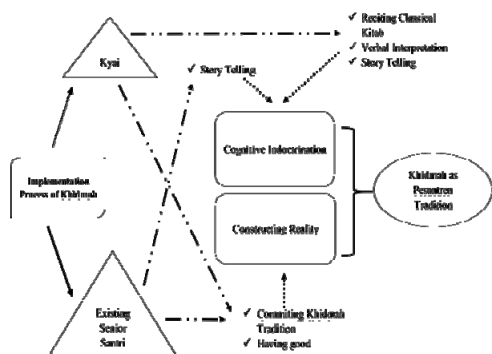 ✓ Reciting Classical
Kitab
✓ Verbal Interpretation
✓ Story Telling
Kyai
✓ Story Telling
Cognitive Indoctrination
Implementation
Process of Khidmah
Khidmah as
Pesantren
Tradition
Constructing Reality
Existing
Senior
Santri
✓ Commiting Khidmah
Tradition
✓ Having good